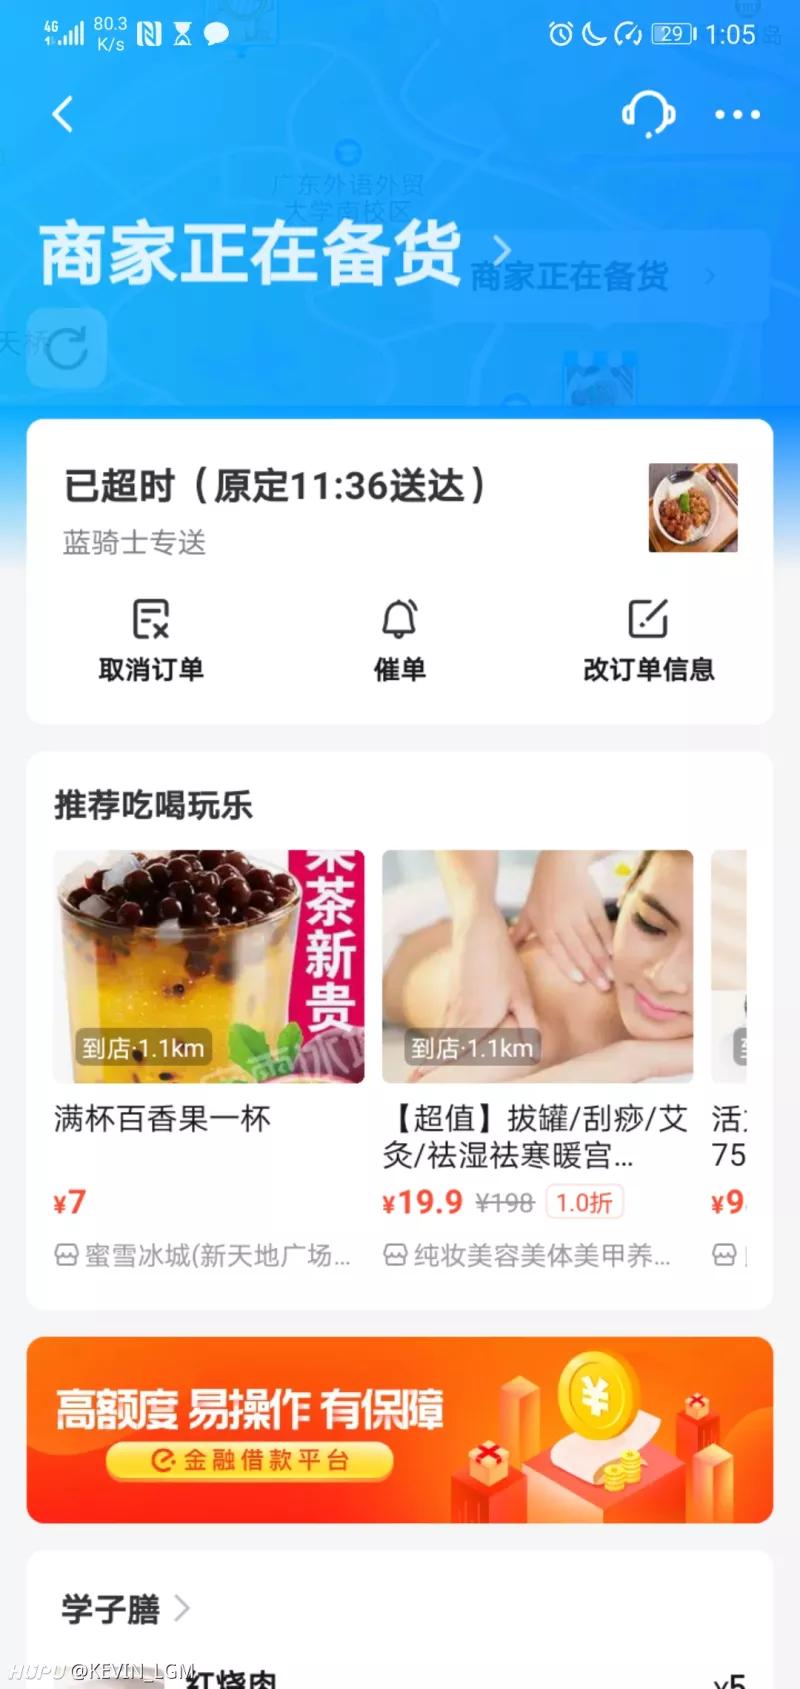 4G 80.3 K/s 29 1:05
广东外语外贸
大学南校区
商家正在备货
商家正在备货
天桥
已超时（原定11:36送达）
蓝骑士专送
取消订单 催单 改订单信息
推荐吃喝玩乐
果茶新贵
到店·1.1km 到店·1.1km
满杯百香果一杯
【超值】拔罐/刮痧/艾
灸/祛湿祛寒暖宫...
活
75
¥7
¥19.9 ¥198 1.0折
¥9
蜜雪冰城(新天地广场...
纯妆美容美体美甲养...
高额度 易操作 有保障
金融借款平台
学子膳
红烧肉
¥5
HUPU @KEVIN_LGM